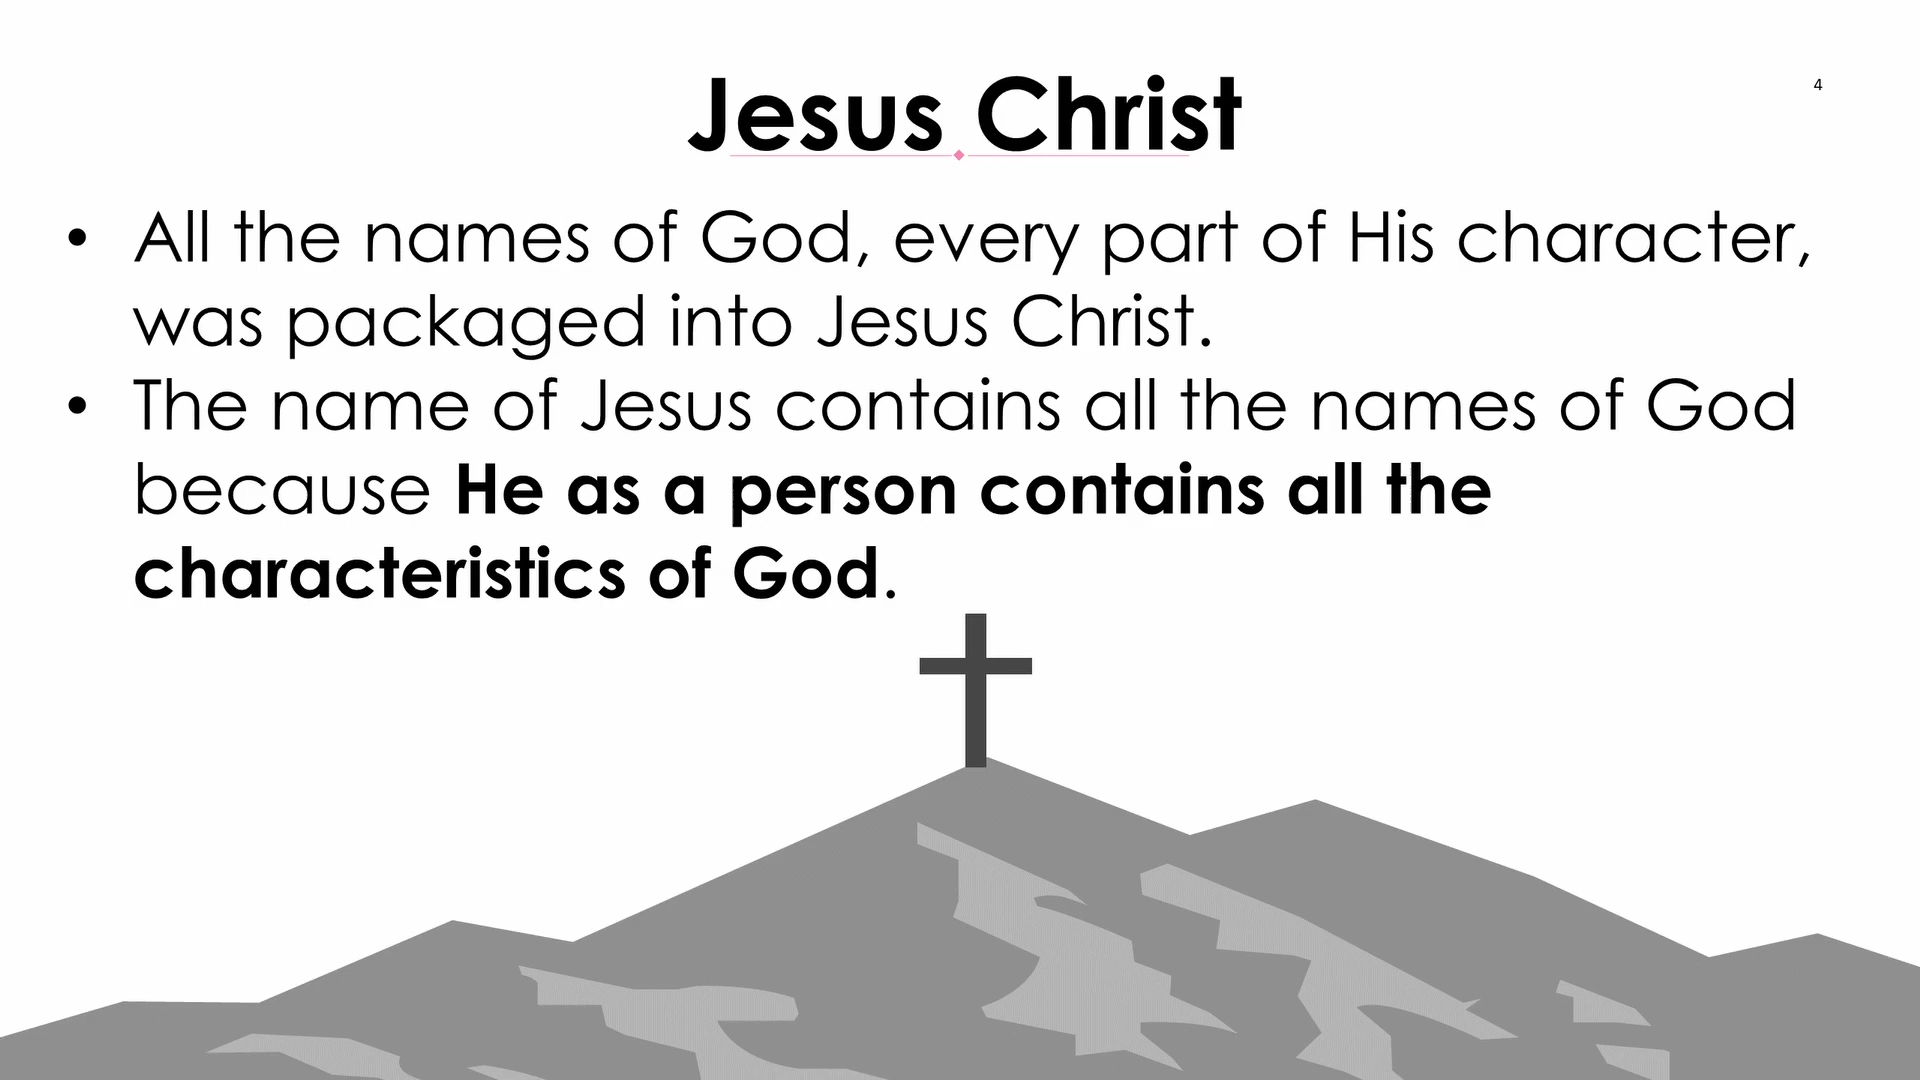 Jesus Christ
4
• All the names of God, every part of His character,
was packaged into Jesus Christ.
• The name of Jesus contains all the names of God
because He as a person contains all the
characteristics of God.